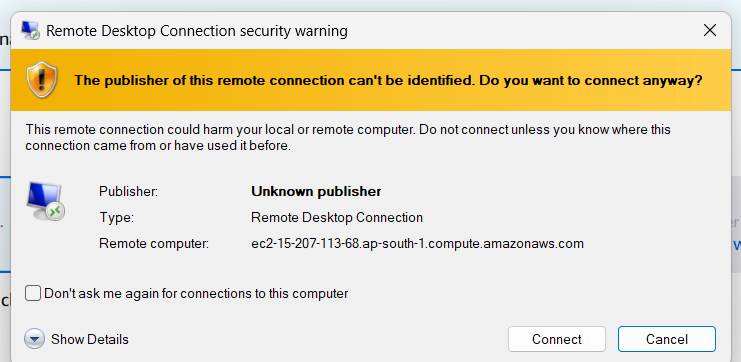 Remote Desktop Connection security warning
The publisher of this remote connection can't be identified. Do you want to connect anyway?
This remote connection could harm your local or remote computer. Do not connect unless you know where this
connection came from or have used it before.
Publisher: Unknown publisher
Type: Remote Desktop Connection
Remote computer: ec2-15-207-113-68.ap-south-1.compute.amazonaws.com
Don't ask me again for connections to this computer
Show Details Connect Cancel